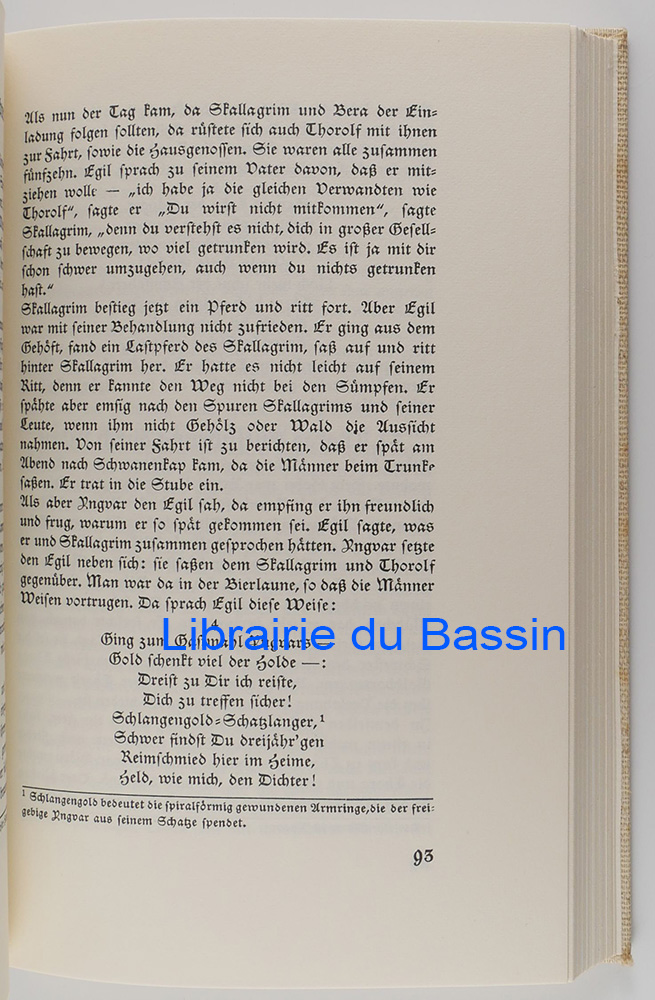 Als nun der Tag kam, da Skallagrim und Bera der Ein-
ladung folgen sollten, da rüstete sich auch Thorolf mit ihnen
zur Fahrt, sowie die Hausgenossen. Sie waren alle zusammen
fünfzehn. Egil sprach zu seinem Vater davon, daß er mit-
ziehen wolle — „ich habe ja die gleichen Verwandten wie
Thorolf“, sagte er „Du wirst nicht mitkommen“, sagte
Skallagrim, „denn du verstehst es nicht, dich in großer Gesell-
schaft zu bewegen, wo viel getrunken wird. Es ist ja mit dir
schon schwer umzugehen, auch wenn du nichts getrunken
hast.“
Skallagrim bestieg jetzt ein Pferd und ritt fort. Aber Egil
war mit seiner Behandlung nicht zufrieden. Er ging aus dem
Gehöft, fand ein Lastpferd des Skallagrim, saß auf und ritt
hinter Skallagrim her. Er hatte es nicht leicht auf seinem
Ritt, denn er kannte den Weg nicht bei den Sümpfen. Er
spähte aber emsig nach den Spuren Skallagrims und seiner
Leute, wenn ihm nicht Gehölz oder Wald die Aussicht
nahmen. Von seiner Fahrt ist zu berichten, daß er spät am
Abend nach Schwanenkap kam, da die Männer beim Trunke
saßen. Er trat in die Stube ein.
Als aber Yngvar den Egil sah, da empfing er ihn freundlich
und frug, warum er so spät gekommen sei. Egil sagte, was
er und Skallagrim zusammen gesprochen hätten. Yngvar setzte
den Egil neben sich: sie saßen dem Skallagrim und Thorolf
gegenüber. Man war da in der Bierlaune, so daß die Männer
Weisen vortrugen. Da sprach Egil diese Weise:
4
Ging zum Gastmahl Yngvars —
Librairie du Bassin
Gold schenkt viel der Holde —:
Dreist zu Dir ich reiste,
Dich zu treffen sicher!
Schlangengold-Schatzlanger,¹
Schwer findst Du dreijähr'gen
Reimschmied hier im Heime,
Held, wie mich, den Dichter!
¹ Schlangengold bedeutet die spiralförmig gewundenen Armringe, die der frei-
gebige Yngvar aus seinem Schatze spendet.
93